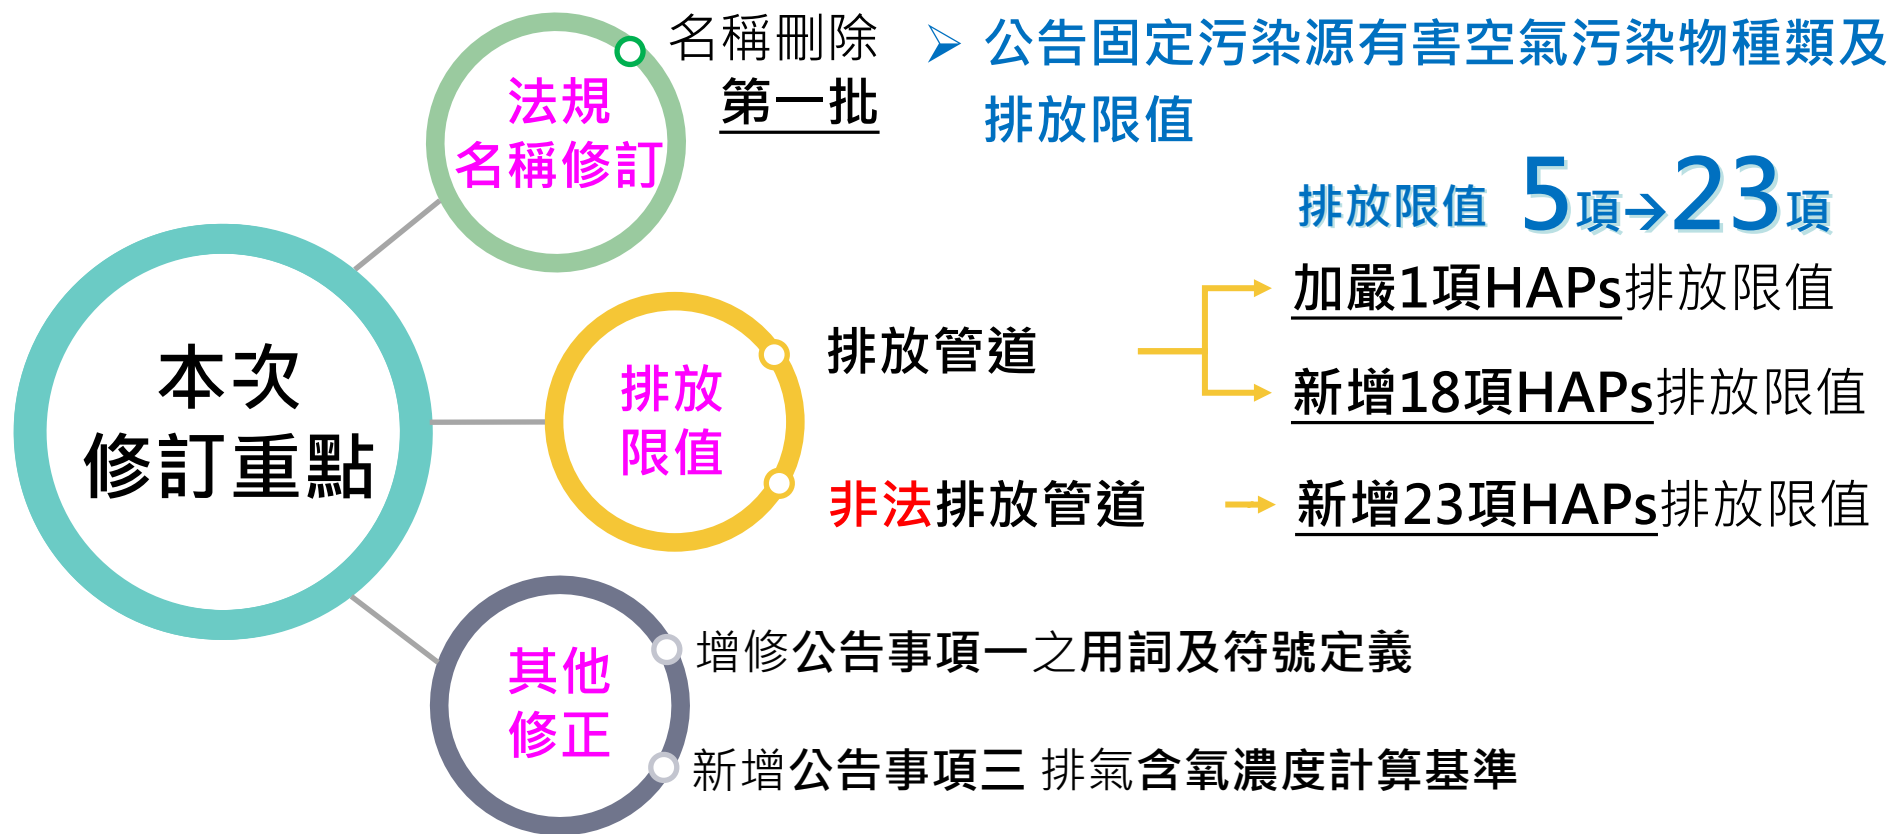 本次
修訂重點
法規
名稱修訂
名稱刪除
第一批
➢ 公告固定污染源有害空氣污染物種類及
排放限值
排放限值 5項→23項
排放
限值
排放管道
加嚴1項HAPs排放限值
新增18項HAPs排放限值
非法排放管道
新增23項HAPs排放限值
其他
修正
增修公告事項一之用詞及符號定義
新增公告事項三 排氣含氧濃度計算基準